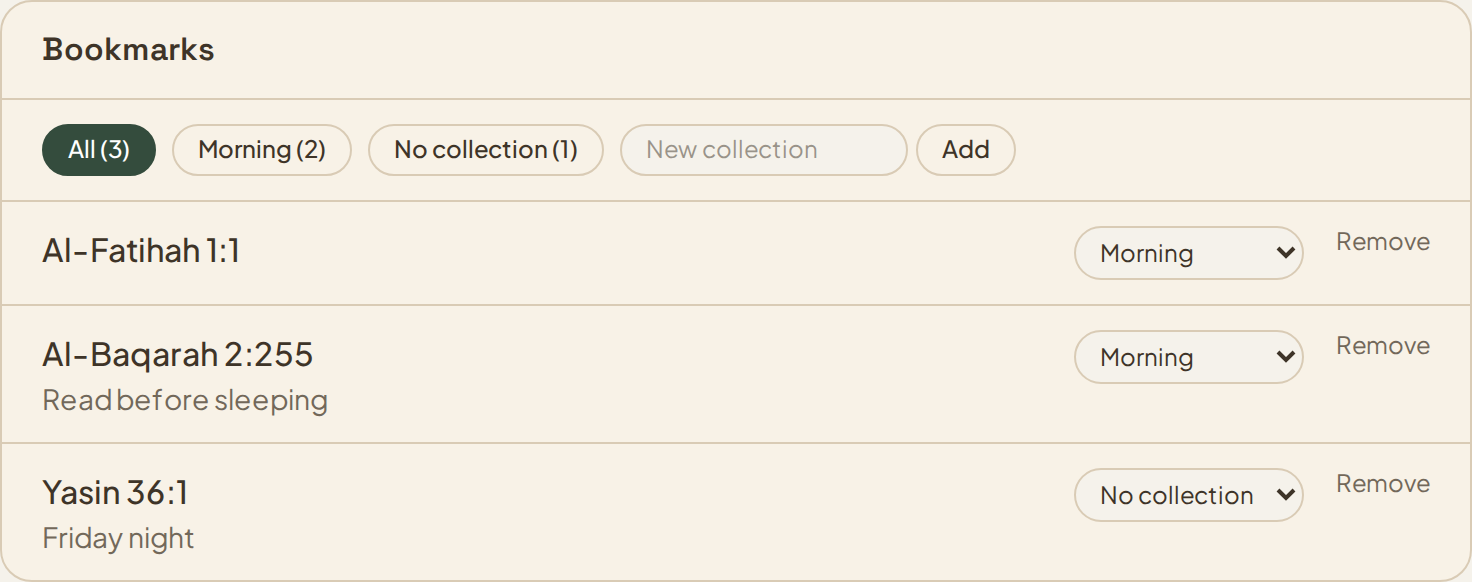 Bookmarks
All (3) Morning (2) No collection (1) New collection Add
Al-Fatihah 1:1 Morning Remove
Al-Baqarah 2:255 Morning Remove
Read before sleeping
Yasin 36:1 No collection Remove
Friday night